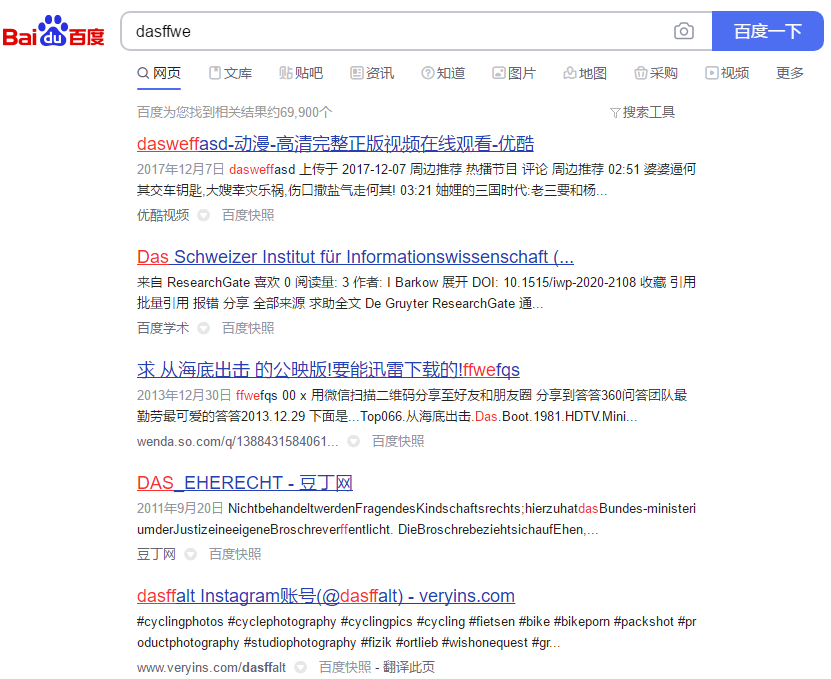 Bai du 百度 dasffwe 百度一下
网页 文库 贴吧 资讯 知道 图片 地图 采购 视频 更多
百度为您找到相关结果约69,900个 搜索工具
dasweffasd-动漫-高清完整正版视频在线观看-优酷
2017年12月7日 dasweffasd 上传于 2017-12-07 周边推荐 热播节目 评论 周边推荐 02:51 婆婆逼何
其交车钥匙,大嫂幸灾乐祸,伤口撒盐气走何其! 03:21 妯娌的三国时代:老三要和杨...
优酷视频 百度快照
Das Schweizer Institut für Informationswissenschaft (...
来自 ResearchGate 喜欢 0 阅读量: 3 作者: I Barkow 展开 DOI: 10.1515/iwp-2020-2108 收藏 引用
批量引用 报错 分享 全部来源 求助全文 De Gruyter ResearchGate 通...
百度学术 百度快照
求 从海底出击 的公映版!要能迅雷下载的!ffwefqs
2013年12月30日 ffwefqs 00 x 用微信扫描二维码分享至好友和朋友圈 分享到答答360问答团队最
勤劳最可爱的答答2013.12.29 下面是...Top066.从海底出击.Das.Boot.1981.HDTV.Mini...
wenda.so.com/q/1388431584061... 百度快照
DAS_EHERECHT - 豆丁网
2011年9月20日 NichtbehandeltwerdenFragendesKindschaftsrechts;hierzuhatdasBundes-ministeri
umderJustizeineeigeneBroschreverffentlicht. DieBroschrebeziehtsichaufEhen,...
豆丁网 百度快照
dasffalt Instagram账号(@dasffalt) - veryins.com
#cyclingphotos #cyclephotography #cyclingpics #cycling #fietsen #bike #bikeporn #packshot #pr
oductphotography #studiophotography #fizik #ortlieb #wishonequest #gr...
www.veryins.com/dasffalt 百度快照 - 翻译此页